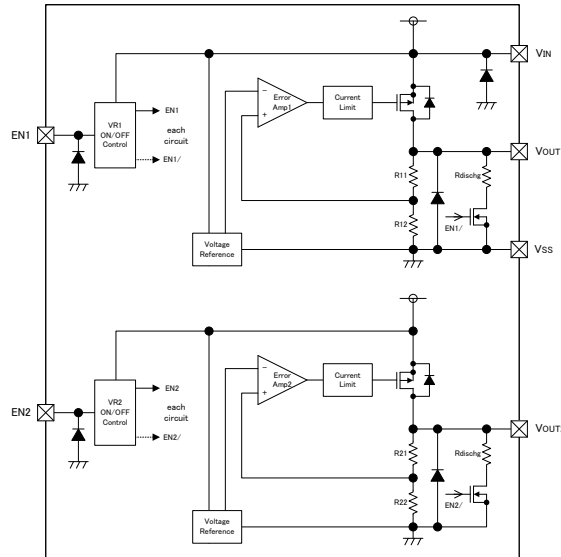 VIN
EN1
VR1
ON/OFF
Control
EN1
each
circuit
EN1/
Error
Amp1
−
+
Current
Limit
VOUT
R11
Rdischg
R12
EN1/
Voltage
Reference
VSS
EN2
VR2
ON/OFF
Control
EN2
each
circuit
EN2/
Error
Amp2
−
+
Current
Limit
VOUT
R21
Rdischg
R22
EN2/
Voltage
Reference